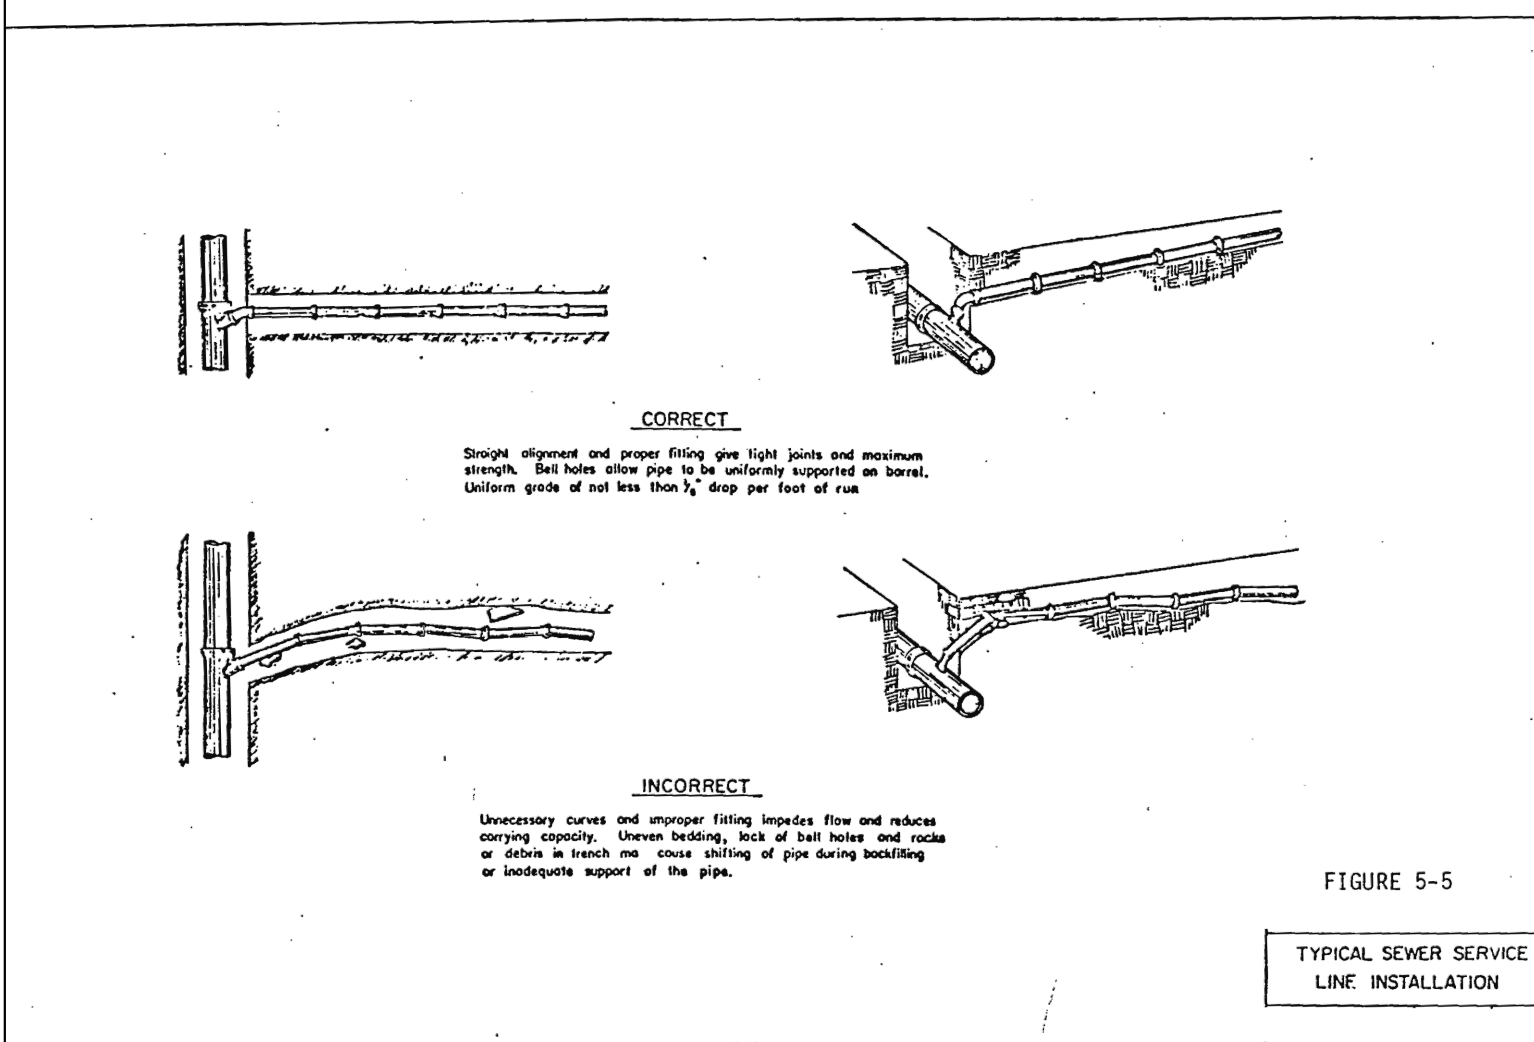 CORRECT
Straight alignment and proper fitting give tight joints and maximum
strength. Bell holes allow pipe to be uniformly supported on barrel.
Uniform grade of not less than 1/8" drop per foot of run
INCORRECT
Unnecessary curves and improper fitting impedes flow and reduces
carrying capacity. Uneven bedding, lack of bell holes and rocks
or debris in trench ma cause shifting of pipe during backfilling
or inadequate support of the pipe.
FIGURE 5-5
TYPICAL SEWER SERVICE
LINE INSTALLATION